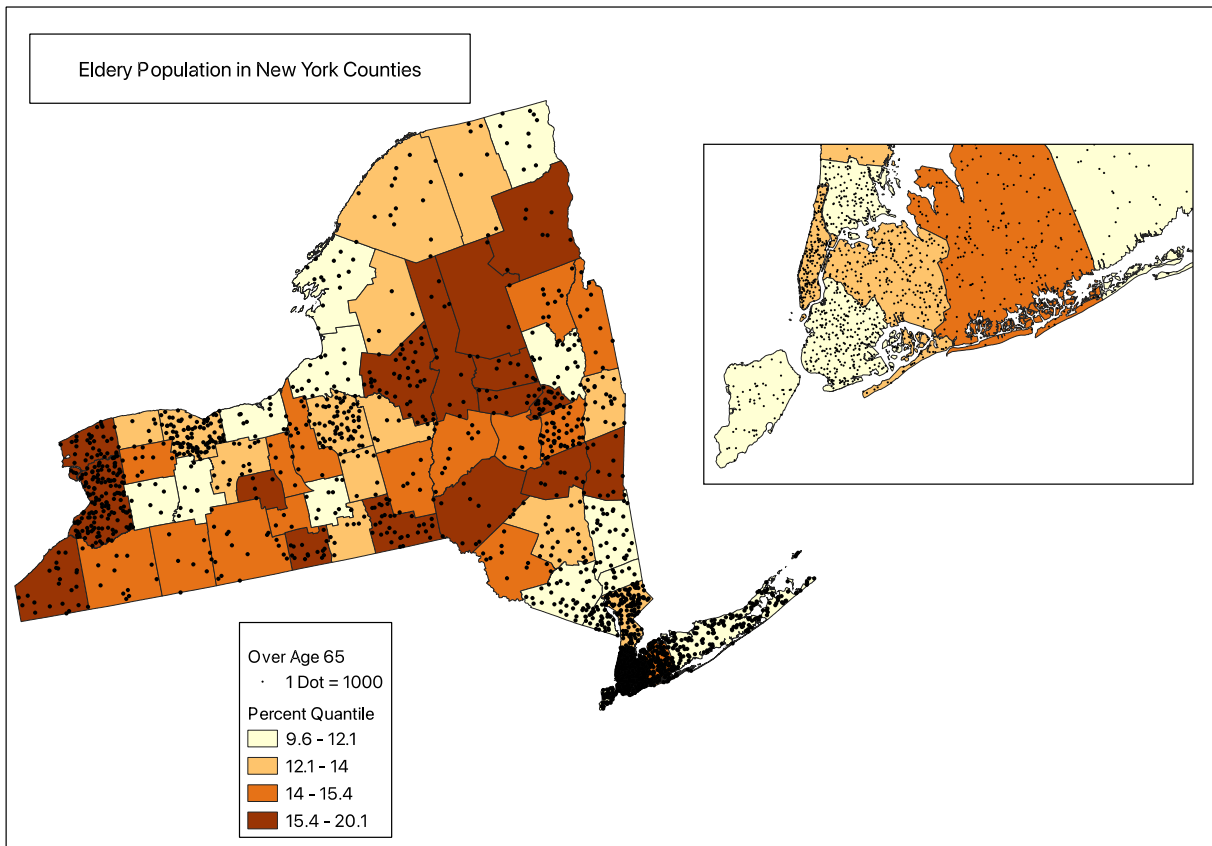 Eldery Population in New York Counties
Over Age 65
1 Dot = 1000
Percent Quantile
9.6 - 12.1
12.1 - 14
14 - 15.4
15.4 - 20.1